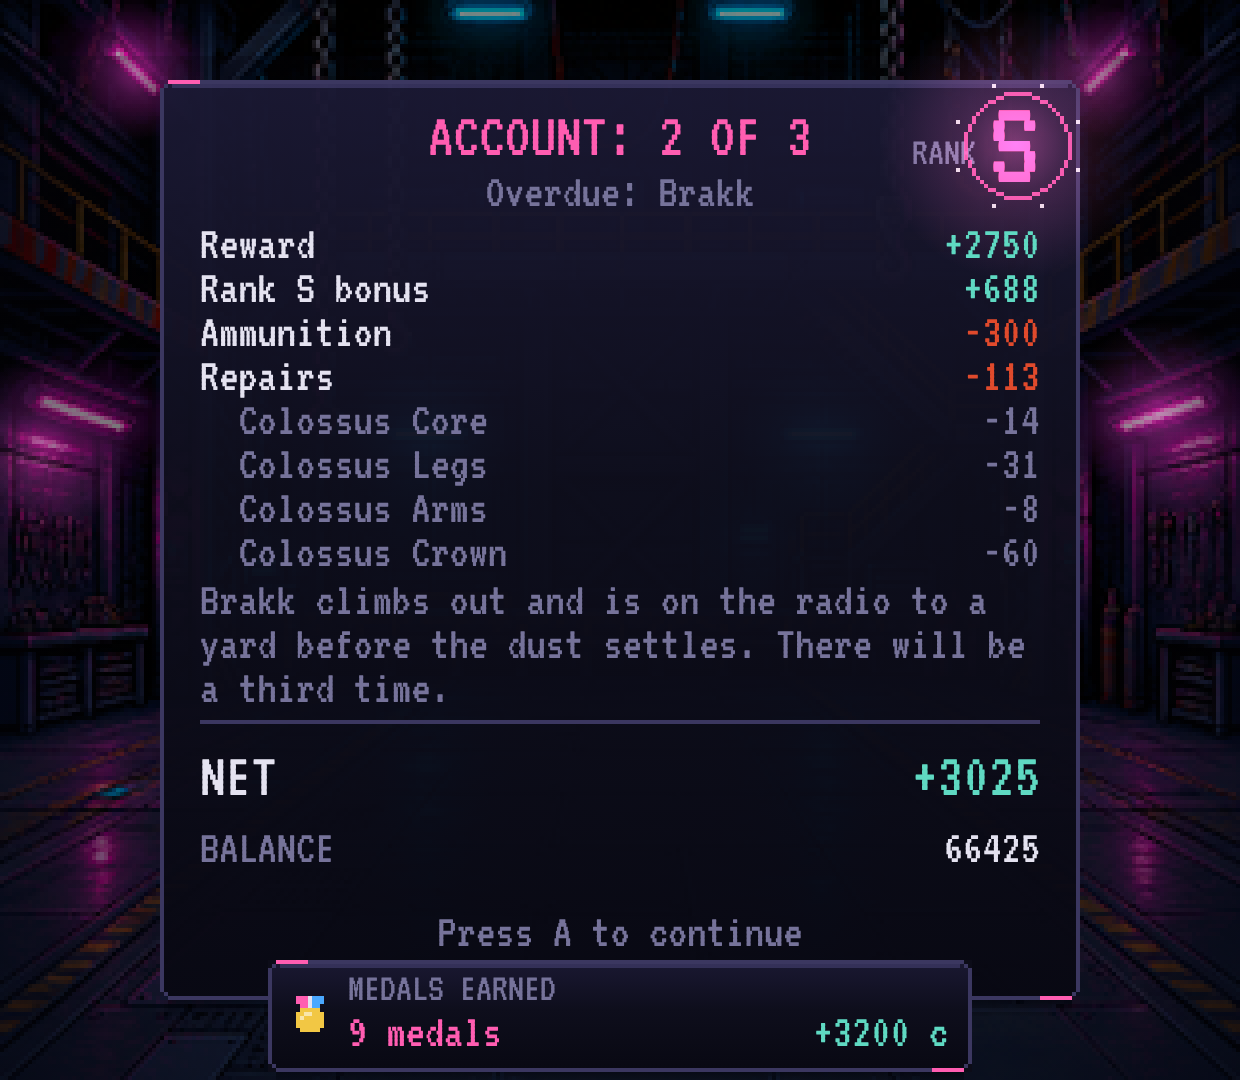 ACCOUNT: 2 OF 3
RANK S
Overdue: Brakk
Reward +2750
Rank S bonus +688
Ammunition -300
Repairs -113
Colossus Core -14
Colossus Legs -31
Colossus Arms -8
Colossus Crown -60
Brakk climbs out and is on the radio to a
yard before the dust settles. There will be
a third time.
NET +3025
BALANCE 66425
Press A to continue
MEDALS EARNED
9 medals +3200 c